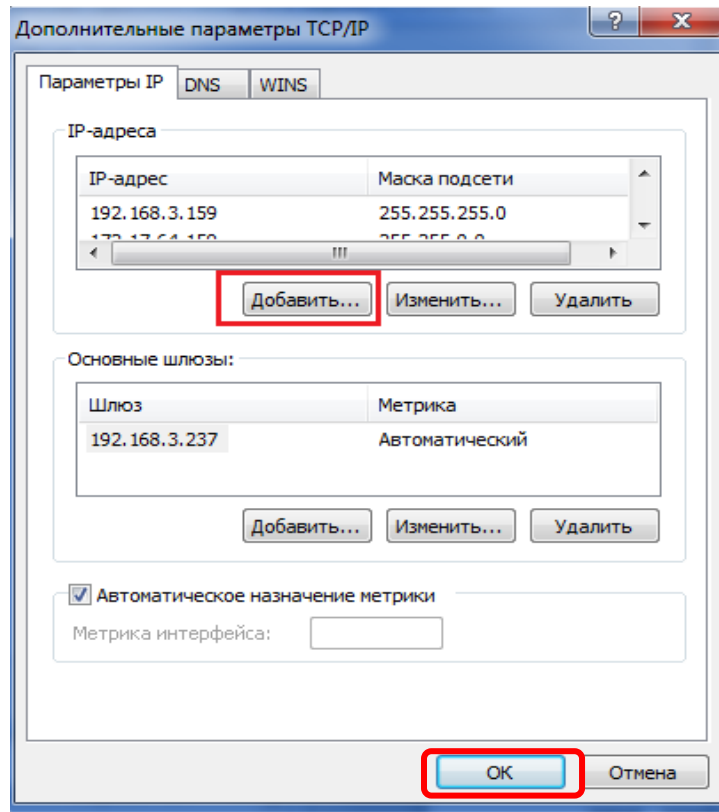 Дополнительные параметры TCP/IP
Параметры IP DNS WINS
IP-адреса
IP-адрес Маска подсети
192.168.3.159 255.255.255.0
Добавить... Изменить... Удалить
Основные шлюзы:
Шлюз Метрика
192.168.3.237 Автоматический
Добавить... Изменить... Удалить
Автоматическое назначение метрики
Метрика интерфейса:
ОК Отмена